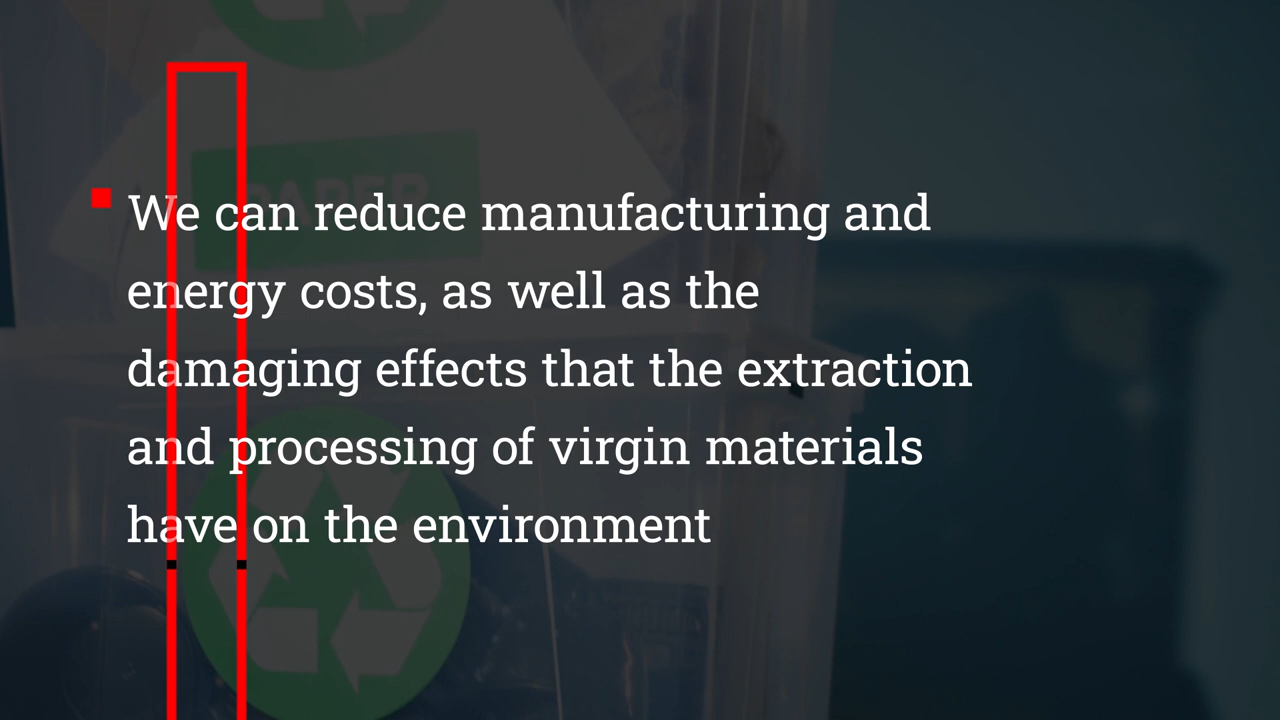 PAPER
We can reduce manufacturing and
energy costs, as well as the
damaging effects that the extraction
and processing of virgin materials
have on the environment